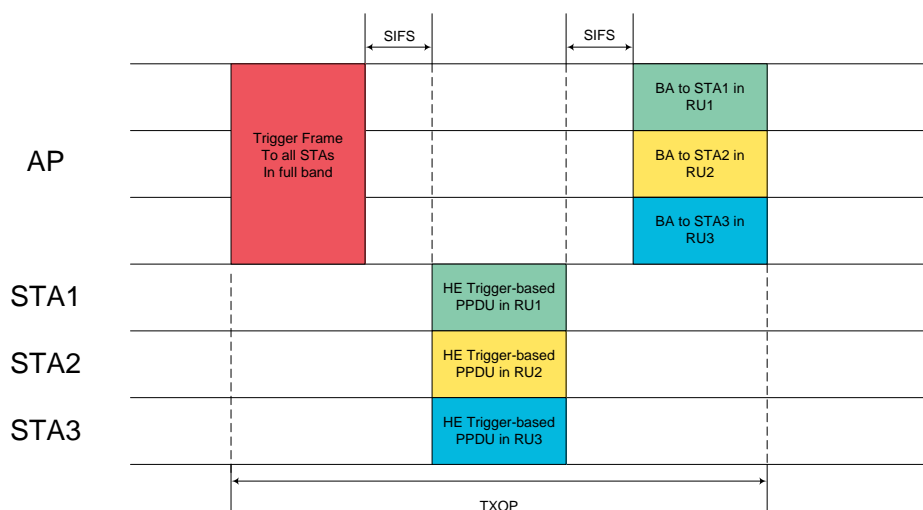 SIFS
SIFS
AP
Trigger Frame
To all STAs
In full band
BA to STA1 in
RU1
BA to STA2 in
RU2
BA to STA3 in
RU3
STA1
HE Trigger-based
PPDU in RU1
STA2
HE Trigger-based
PPDU in RU2
STA3
HE Trigger-based
PPDU in RU3
TXOP